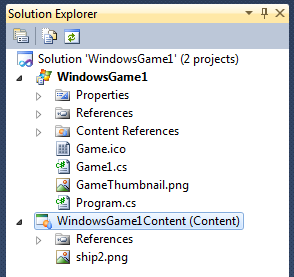 Solution Explorer
Solution 'WindowsGame1' (2 projects)
WindowsGame1
Properties
References
Content References
Game.ico
Game1.cs
GameThumbnail.png
Program.cs
WindowsGame1Content (Content)
References
ship2.png